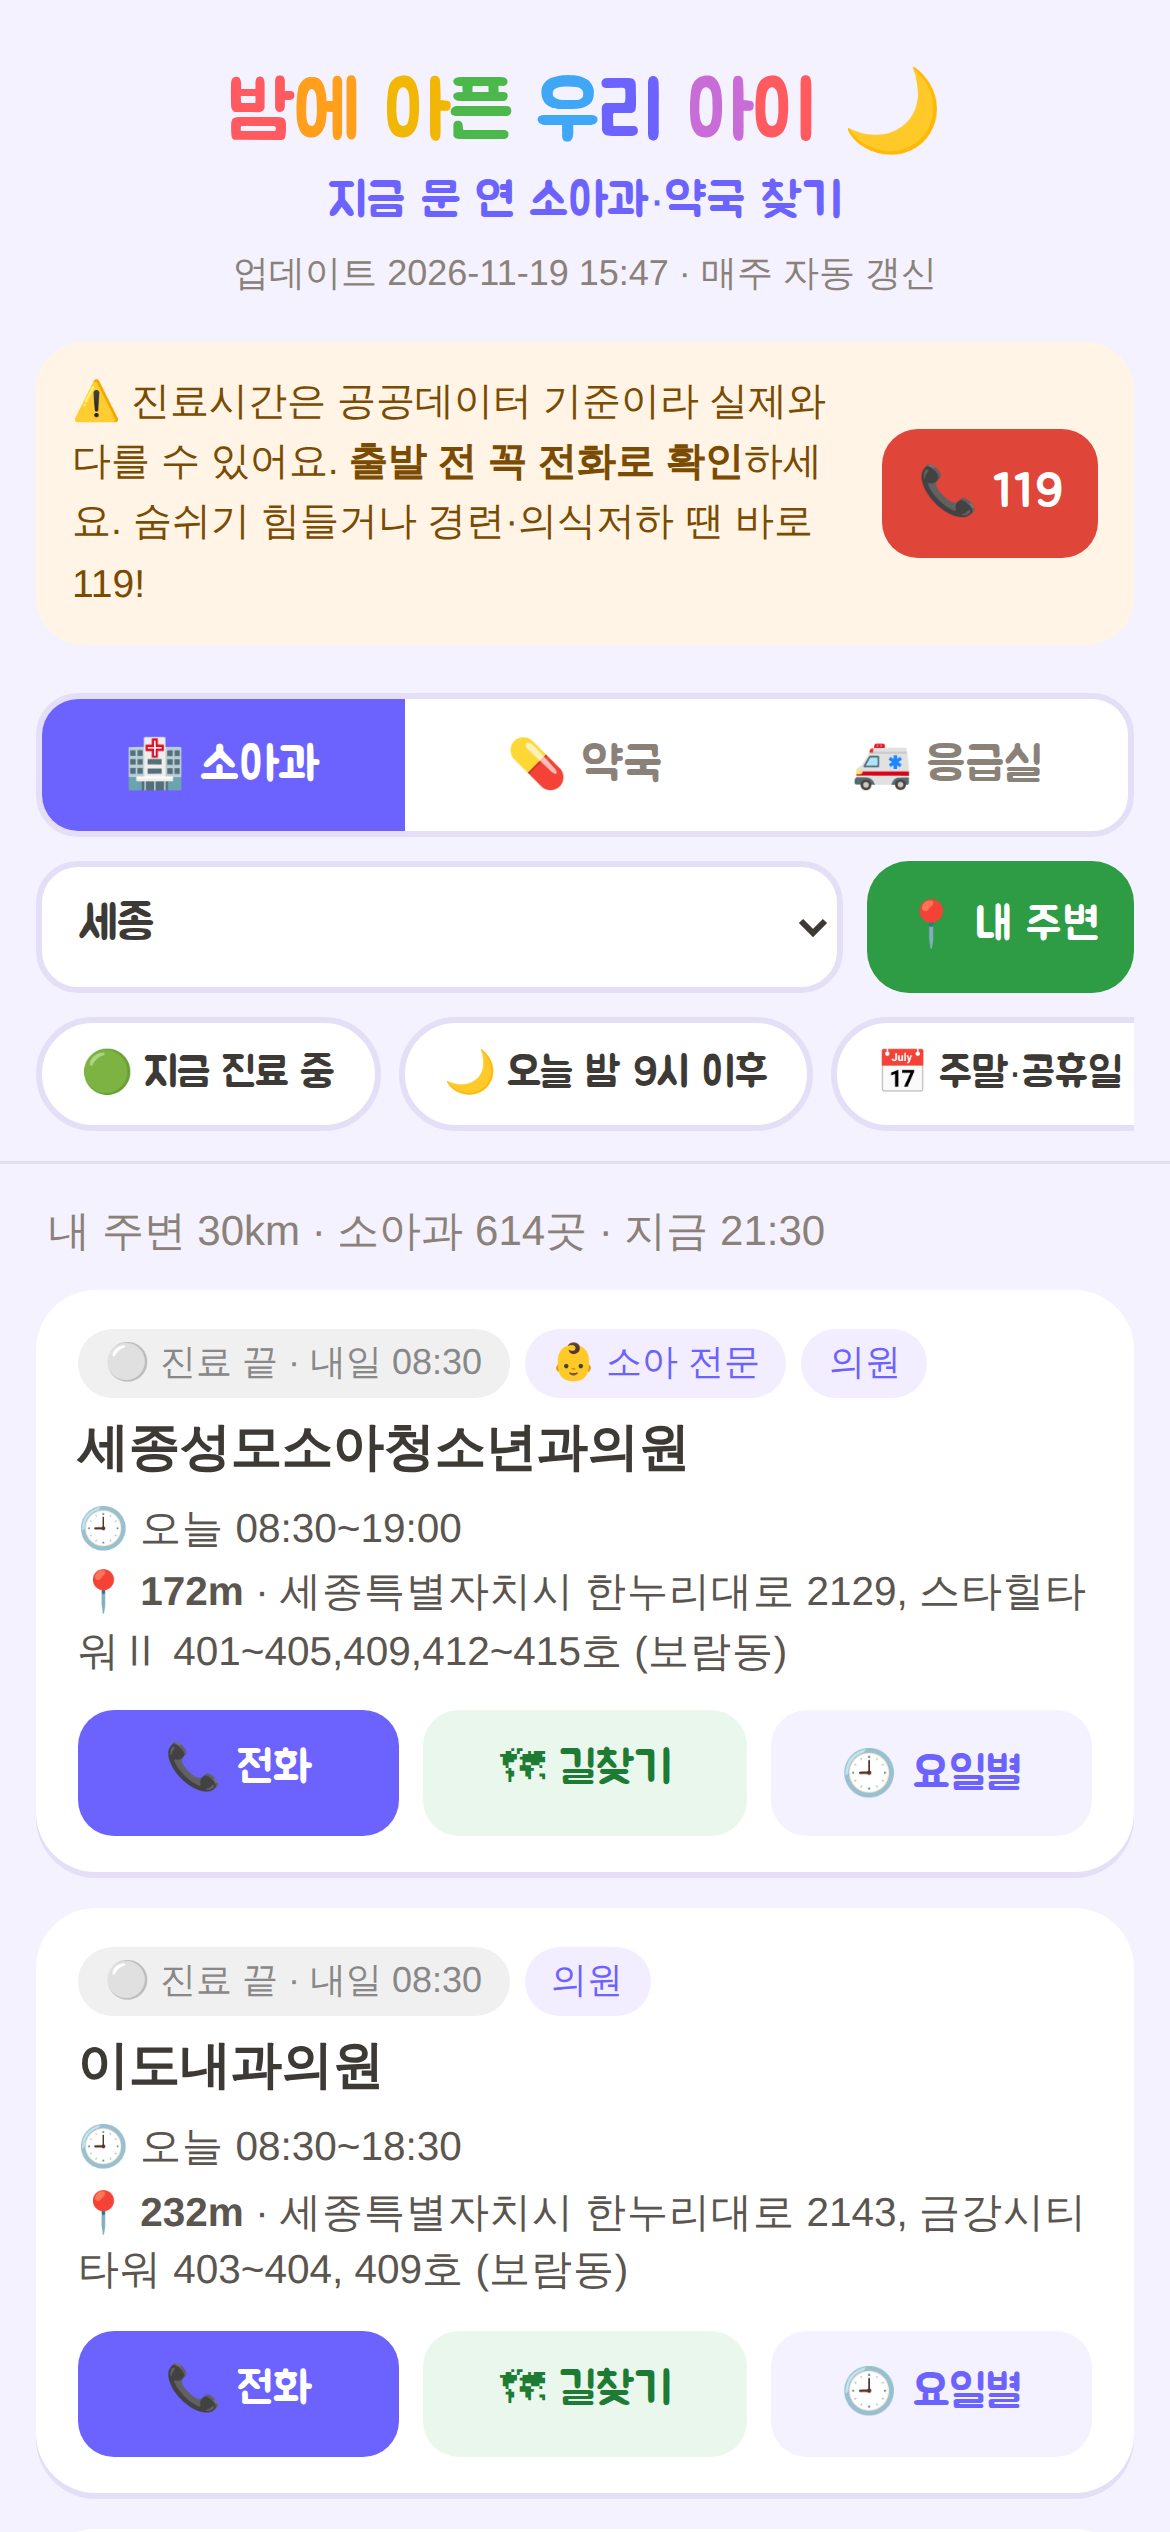 밤에 아픈 우리 아이 🌙
지금 문 연 소아과·약국 찾기
업데이트 2026-11-19 15:47 · 매주 자동 갱신
⚠️ 진료시간은 공공데이터 기준이라 실제와
다를 수 있어요. 출발 전 꼭 전화로 확인하세
요. 숨쉬기 힘들거나 경련·의식저하 땐 바로
119!
📞 119
🏥 소아과
💊 약국
🚑 응급실
세종
📍 내 주변
🟢 지금 진료 중
🌙 오늘 밤 9시 이후
📅 주말·공휴일
내 주변 30km · 소아과 614곳 · 지금 21:30
⚪ 진료 끝 · 내일 08:30
👶 소아 전문
의원
세종성모소아청소년과의원
🕘 오늘 08:30~19:00
📍 172m · 세종특별자치시 한누리대로 2129, 스타힐타
워Ⅱ 401~405,409,412~415호 (보람동)
📞 전화
🗺 길찾기
🕘 요일별
⚪ 진료 끝 · 내일 08:30
의원
이도내과의원
🕘 오늘 08:30~18:30
📍 232m · 세종특별자치시 한누리대로 2143, 금강시티
타워 403~404, 409호 (보람동)
📞 전화
🗺 길찾기
🕘 요일별